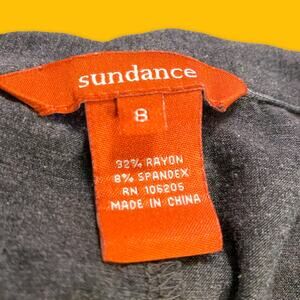 sundance
8
92% RAYON
8% SPANDEX
RN 106205
MADE IN CHINA